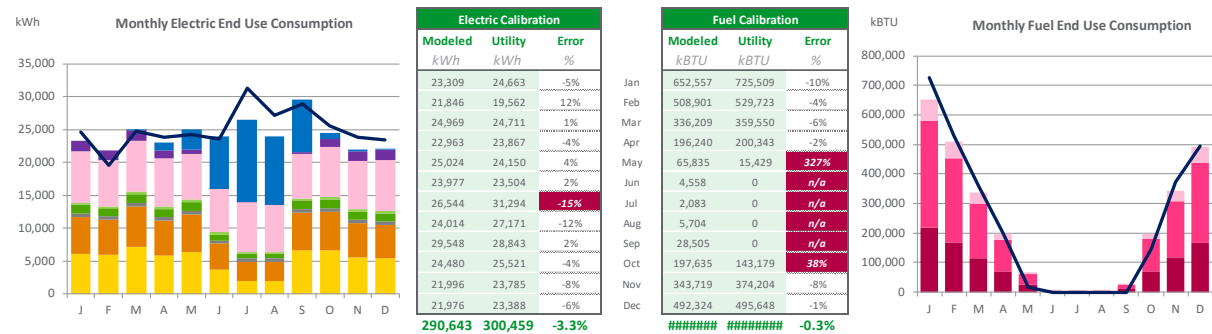 kWh
Monthly Electric End Use Consumption
35,000
30,000
25,000
20,000
15,000
10,000
5,000
0
J F M A M J J A S O N D
Electric Calibration
Modeled Utility Error
kWh kWh %
23,309 24,663 -5%
21,846 19,562 12%
24,969 24,711 1%
22,963 23,867 -4%
25,024 24,150 4%
23,977 23,504 2%
26,544 31,294 -15%
24,014 27,171 -12%
29,548 28,843 2%
24,480 25,521 -4%
21,996 23,785 -8%
21,976 23,388 -6%
290,643 300,459 -3.3%
Jan
Feb
Mar
Apr
May
Jun
Jul
Aug
Sep
Oct
Nov
Dec
Fuel Calibration
Modeled Utility Error
kBTU kBTU %
652,557 725,509 -10%
508,901 529,723 -4%
336,209 359,550 -6%
196,240 200,343 -2%
65,835 15,429 327%
4,558 0 n/a
2,083 0 n/a
5,704 0 n/a
28,505 0 n/a
197,635 143,179 38%
343,719 374,204 -8%
492,324 495,648 -1%
####### ######## -0.3%
kBTU
Monthly Fuel End Use Consumption
800,000
700,000
600,000
500,000
400,000
300,000
200,000
100,000
0
J F M A M J J A S O N D